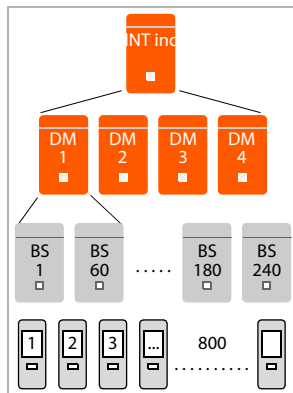 INT inc
DM DM DM DM
1 2 3 4
BS BS BS BS
1 60 ..... 180 240
1 2 3 ... 800
..........